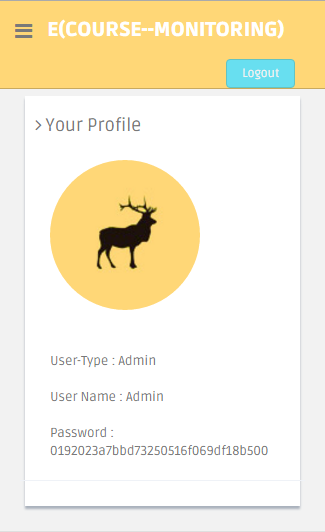 E(COURSE--MONITORING)
Logout
Your Profile
User-Type : Admin
User Name : Admin
Password :
0192023a7bbd73250516f069df18b500